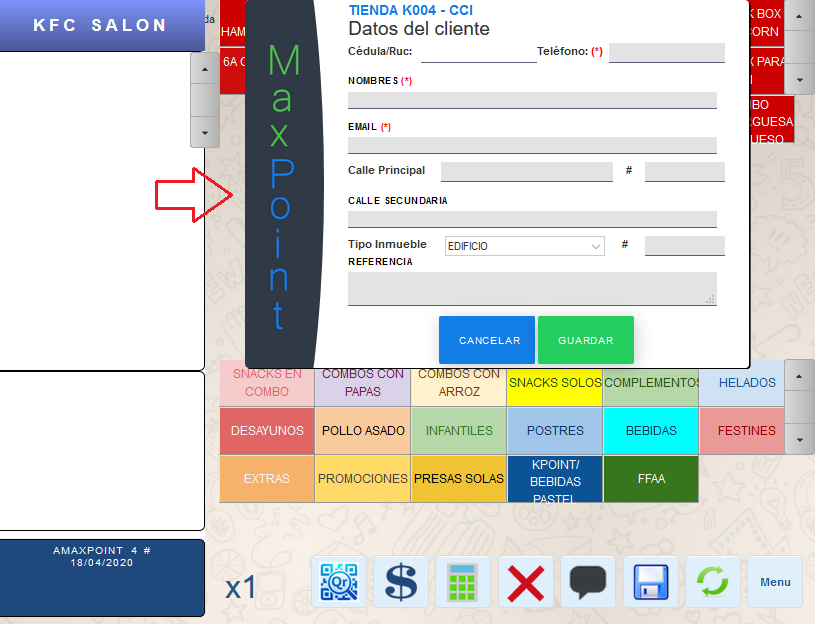 KFC SALON
da
HAM
6A C
MaxPoint
TIENDA K004 - CCI
Datos del cliente
Cédula/Ruc:
Teléfono: (*)
NOMBRES (*)
EMAIL (*)
Calle Principal
#
CALLE SECUNDARIA
Tipo Inmueble
EDIFICIO
#
REFERENCIA
CANCELAR
GUARDAR
BOX
ORN
PARA
BO
GUESA
UESO
SNACKS EN
COMBO
COMBOS CON
PAPAS
COMBOS CON
ARROZ
SNACKS SOLOS
COMPLEMENTOS
HELADOS
DESAYUNOS
POLLO ASADO
INFANTILES
POSTRES
BEBIDAS
FESTINES
EXTRAS
PROMOCIONES
PRESAS SOLAS
KPOINT/
BEBIDAS
PASTEL
FFAA
AMAXPOINT 4 #
18/04/2020
x1
Qr
$
Menu